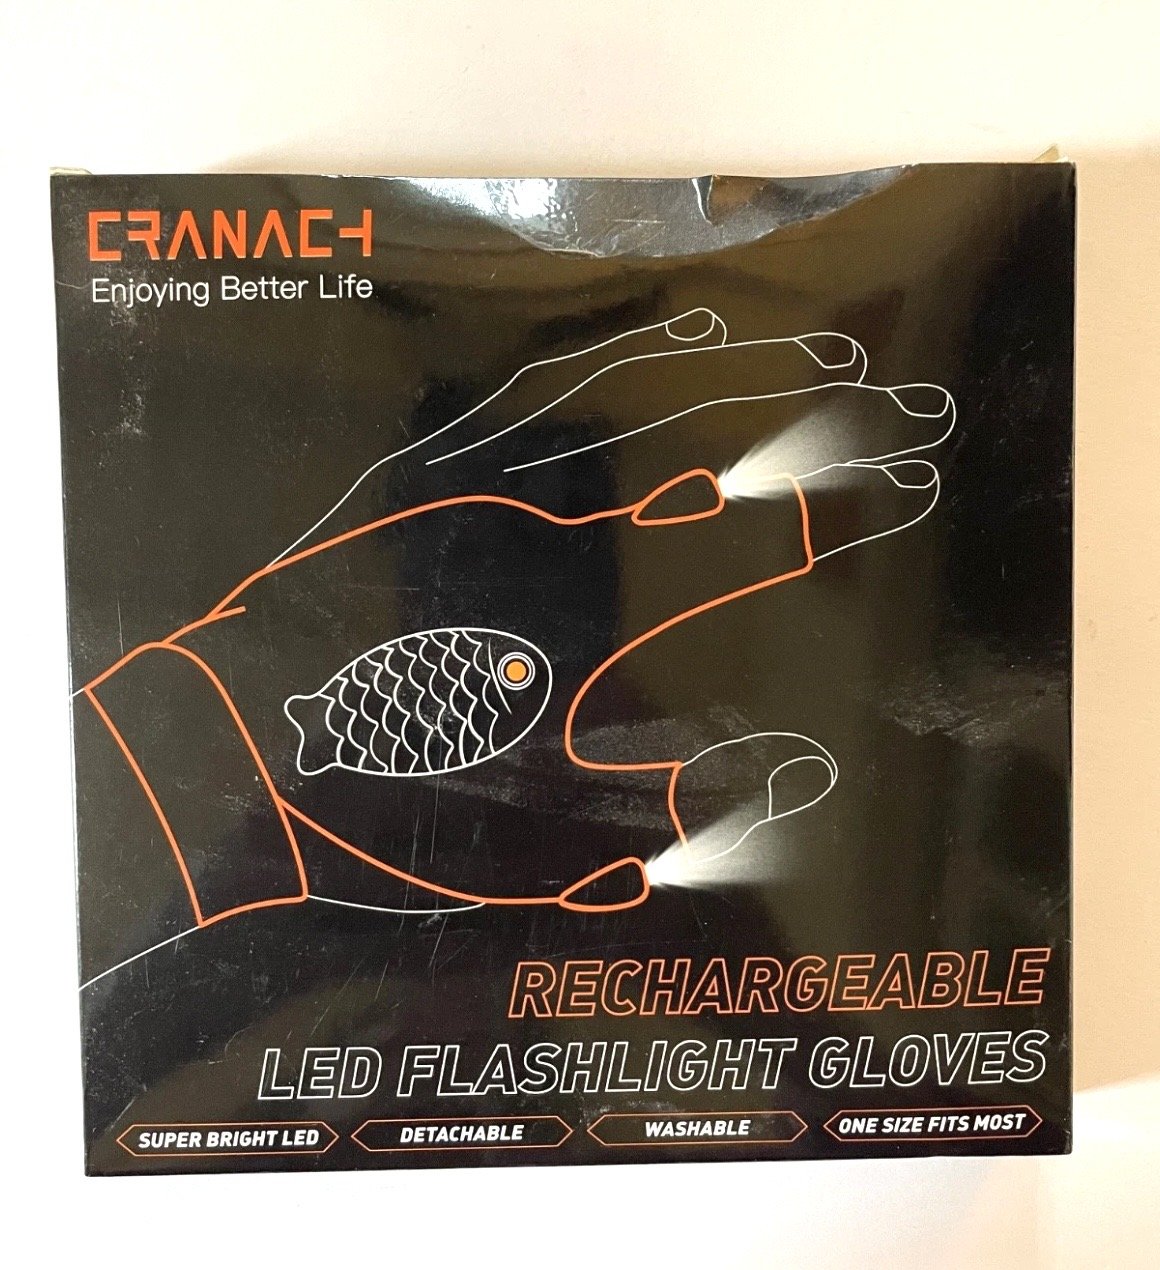 CRANACH
Enjoying Better Life
RECHARGEABLE
LED FLASHLIGHT GLOVES
SUPER BRIGHT LED
DETACHABLE
WASHABLE
ONE SIZE FITS MOST